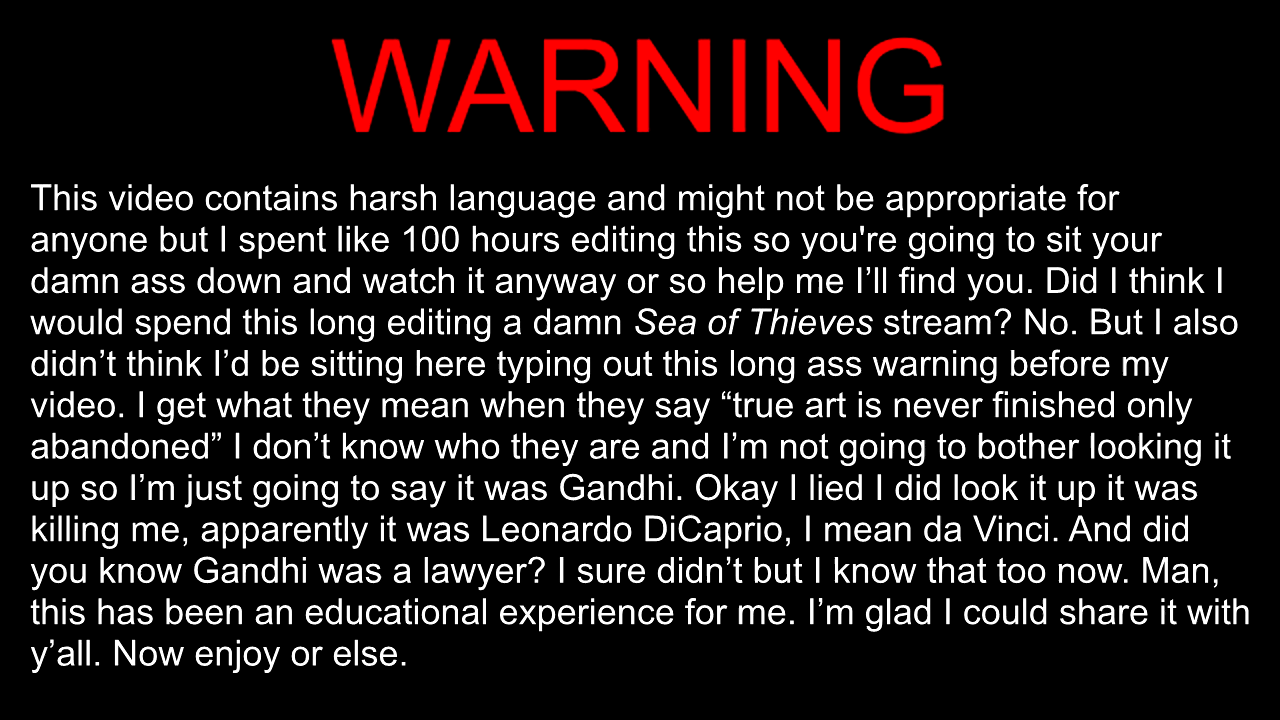 WARNING
This video contains harsh language and might not be appropriate for
anyone but I spent like 100 hours editing this so you're going to sit your
damn ass down and watch it anyway or so help me I’ll find you. Did I think I
would spend this long editing a damn Sea of Thieves stream? No. But I also
didn’t think I’d be sitting here typing out this long ass warning before my
video. I get what they mean when they say “true art is never finished only
abandoned” I don’t know who they are and I’m not going to bother looking it
up so I’m just going to say it was Gandhi. Okay I lied I did look it up it was
killing me, apparently it was Leonardo DiCaprio, I mean da Vinci. And did
you know Gandhi was a lawyer? I sure didn’t but I know that too now. Man,
this has been an educational experience for me. I’m glad I could share it with
y’all. Now enjoy or else.